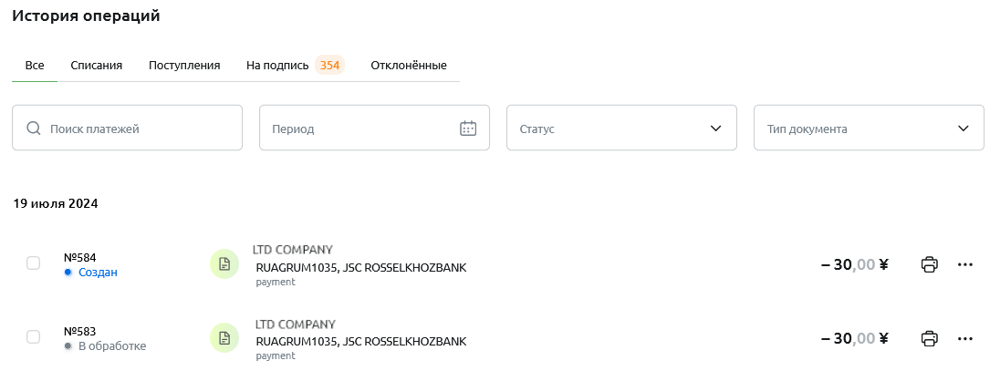 История операций
Все Списания Поступления На подпись 354 Отклонённые
Поиск платежей Период Статус Тип документа
19 июля 2024
№584
Создан
LTD COMPANY
RUAGRUM1035, JSC ROSSELKHOZBANK
payment
– 30,00 ¥
№583
В обработке
LTD COMPANY
RUAGRUM1035, JSC ROSSELKHOZBANK
payment
– 30,00 ¥